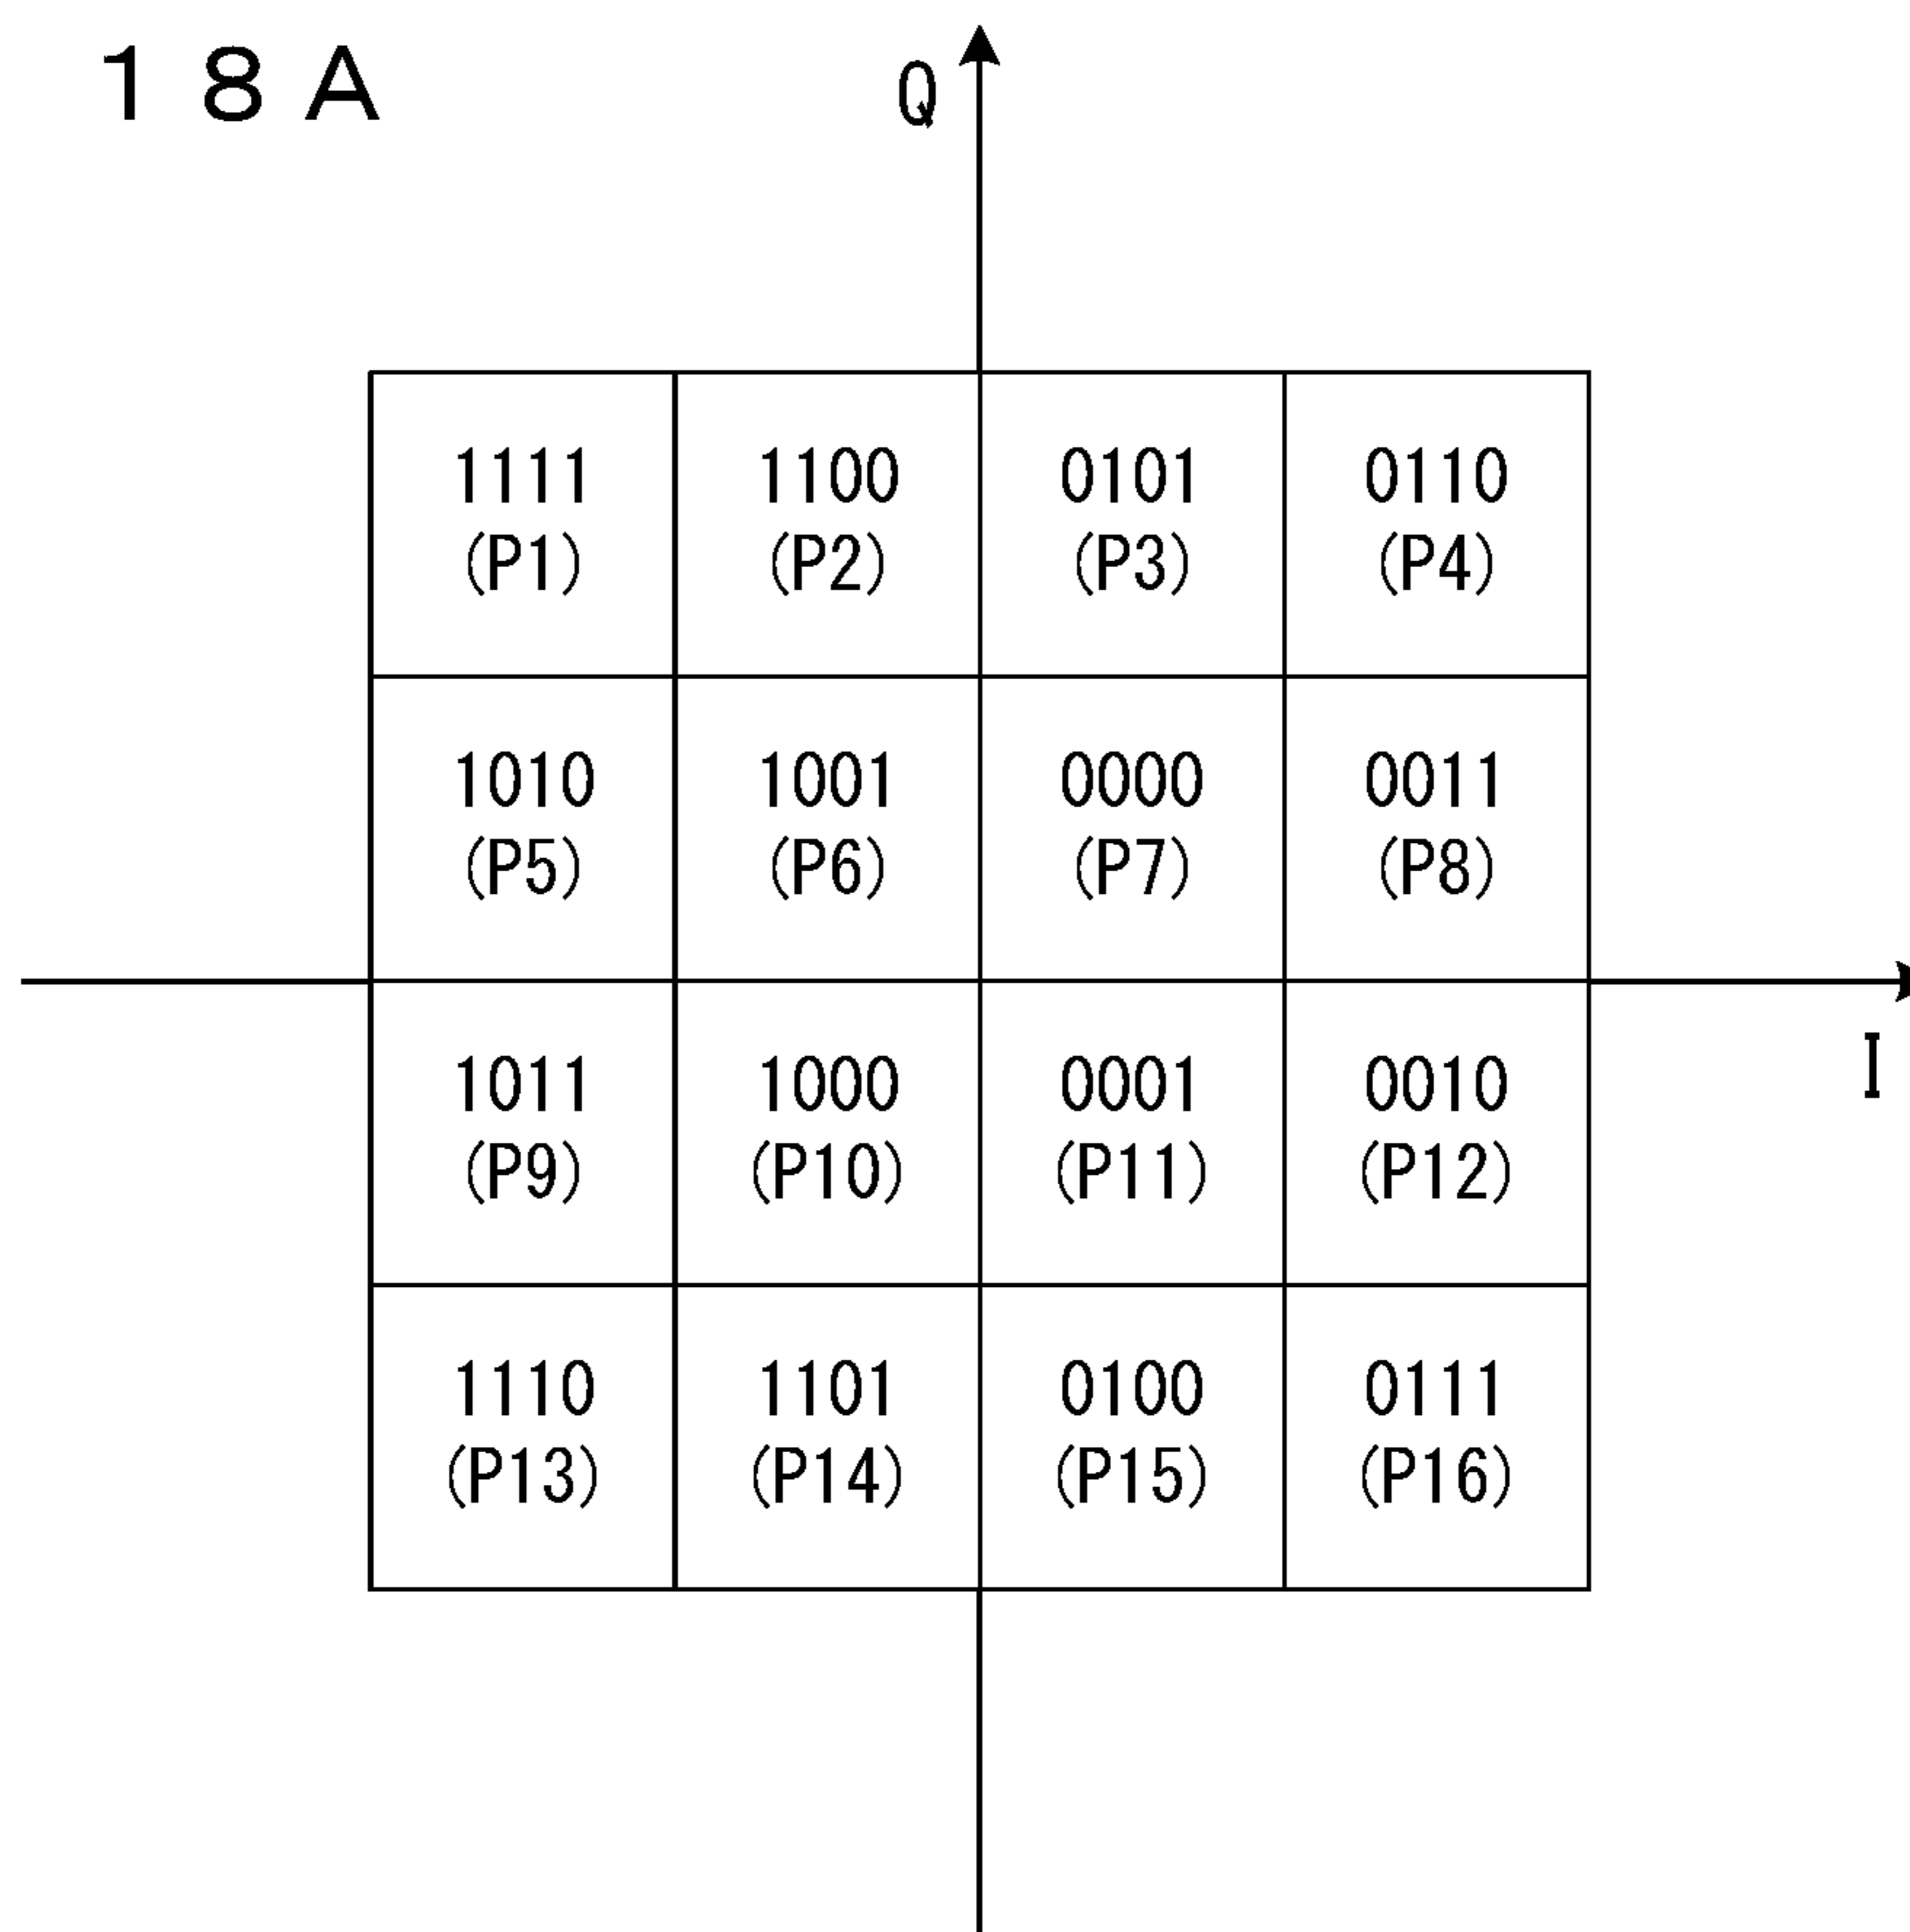 １８Ａ
Q
1111 1100 0101 0110
(P1) (P2) (P3) (P4)
1010 1001 0000 0011
(P5) (P6) (P7) (P8)
I
1011 1000 0001 0010
(P9) (P10) (P11) (P12)
1110 1101 0100 0111
(P13) (P14) (P15) (P16)